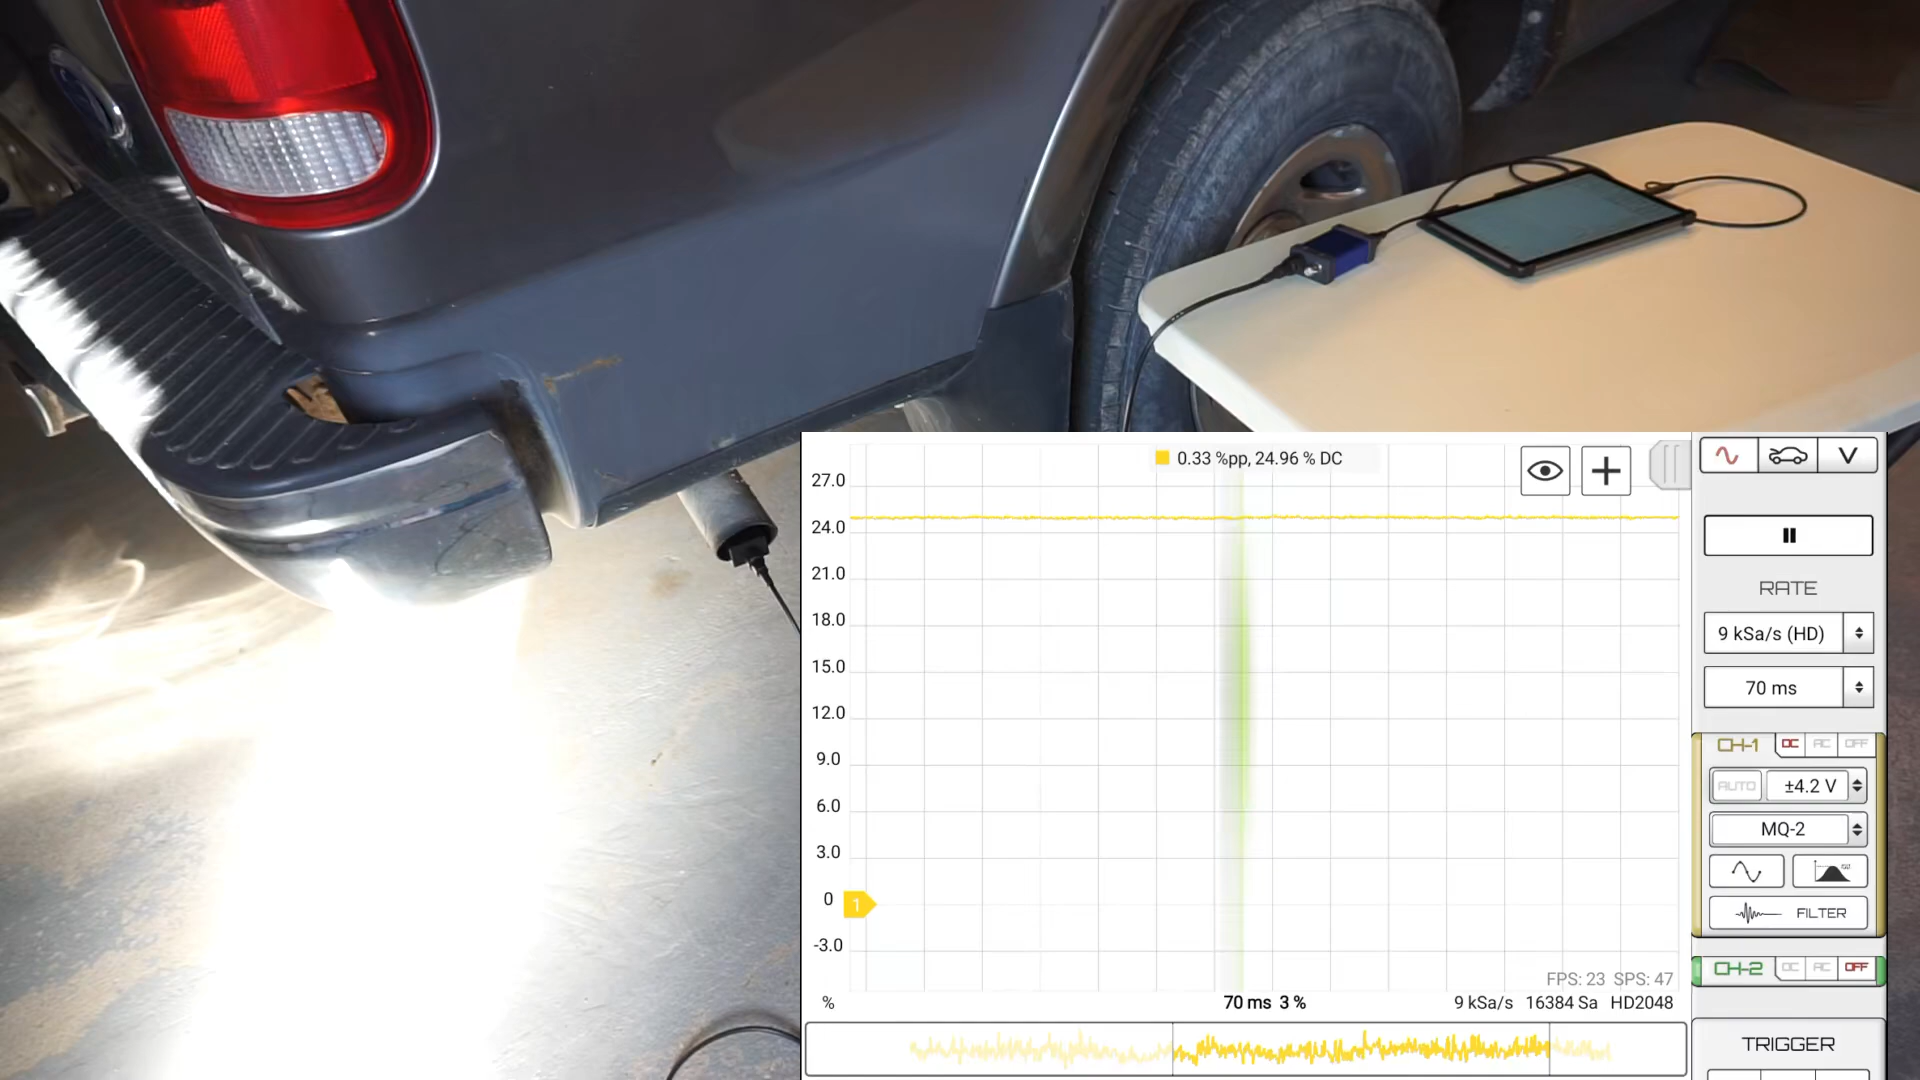 0.33 %pp, 24.96 % DC
27.0
24.0
21.0
18.0
15.0
12.0
9.0
6.0
3.0
0
-3.0
1
FPS: 23 SPS: 47
%
70 ms 3 %
9 kSa/s 16384 Sa HD2048
V
RATE
9 kSa/s (HD)
70 ms
CH-1 DC AC OFF
AUTO ±4.2 V
MQ-2
FILTER
CH-2 DC AC OFF
TRIGGER